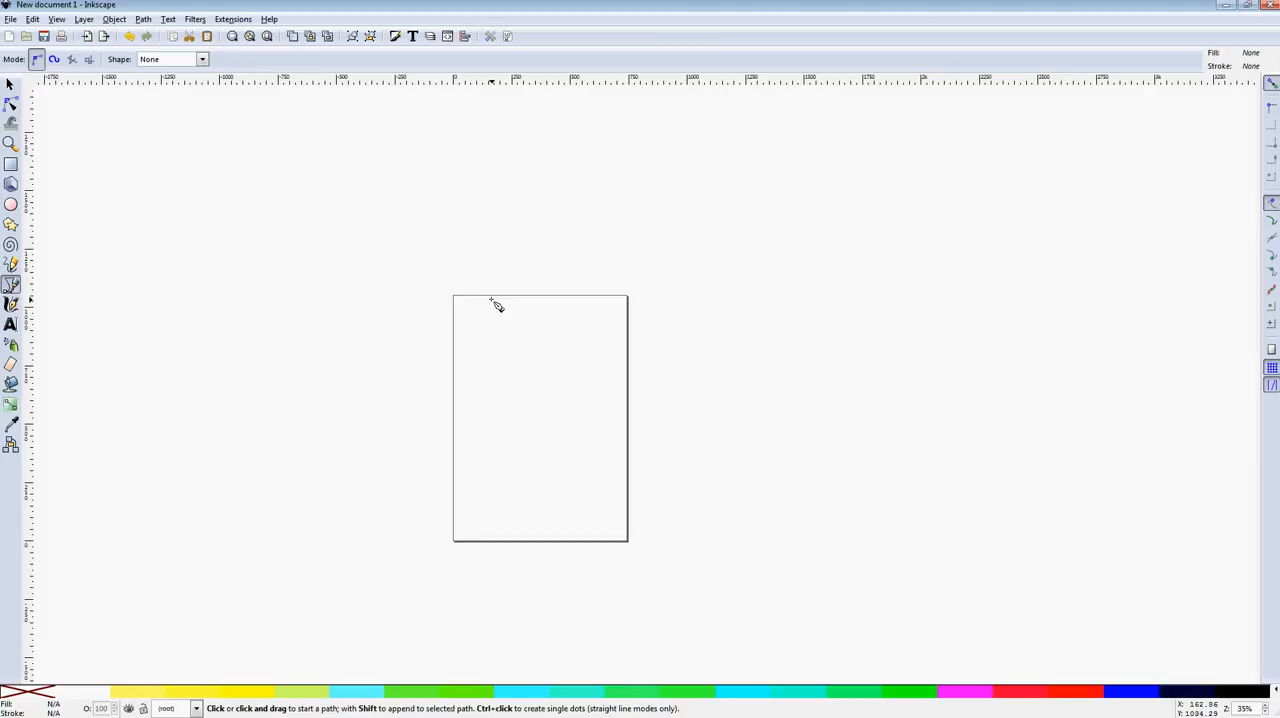 New document 1 - Inkscape
File Edit View Layer Object Path Text Filters Extensions Help
Mode: Shape: None
Fill: None
Stroke: None
Fill: N/A
Stroke: N/A
O: 100
(root)
Click or click and drag to start a path; with Shift to append to selected path. Ctrl+click to create single dots (straight line modes only).
X: 162.86
Y: 1034.29
Z: 35%